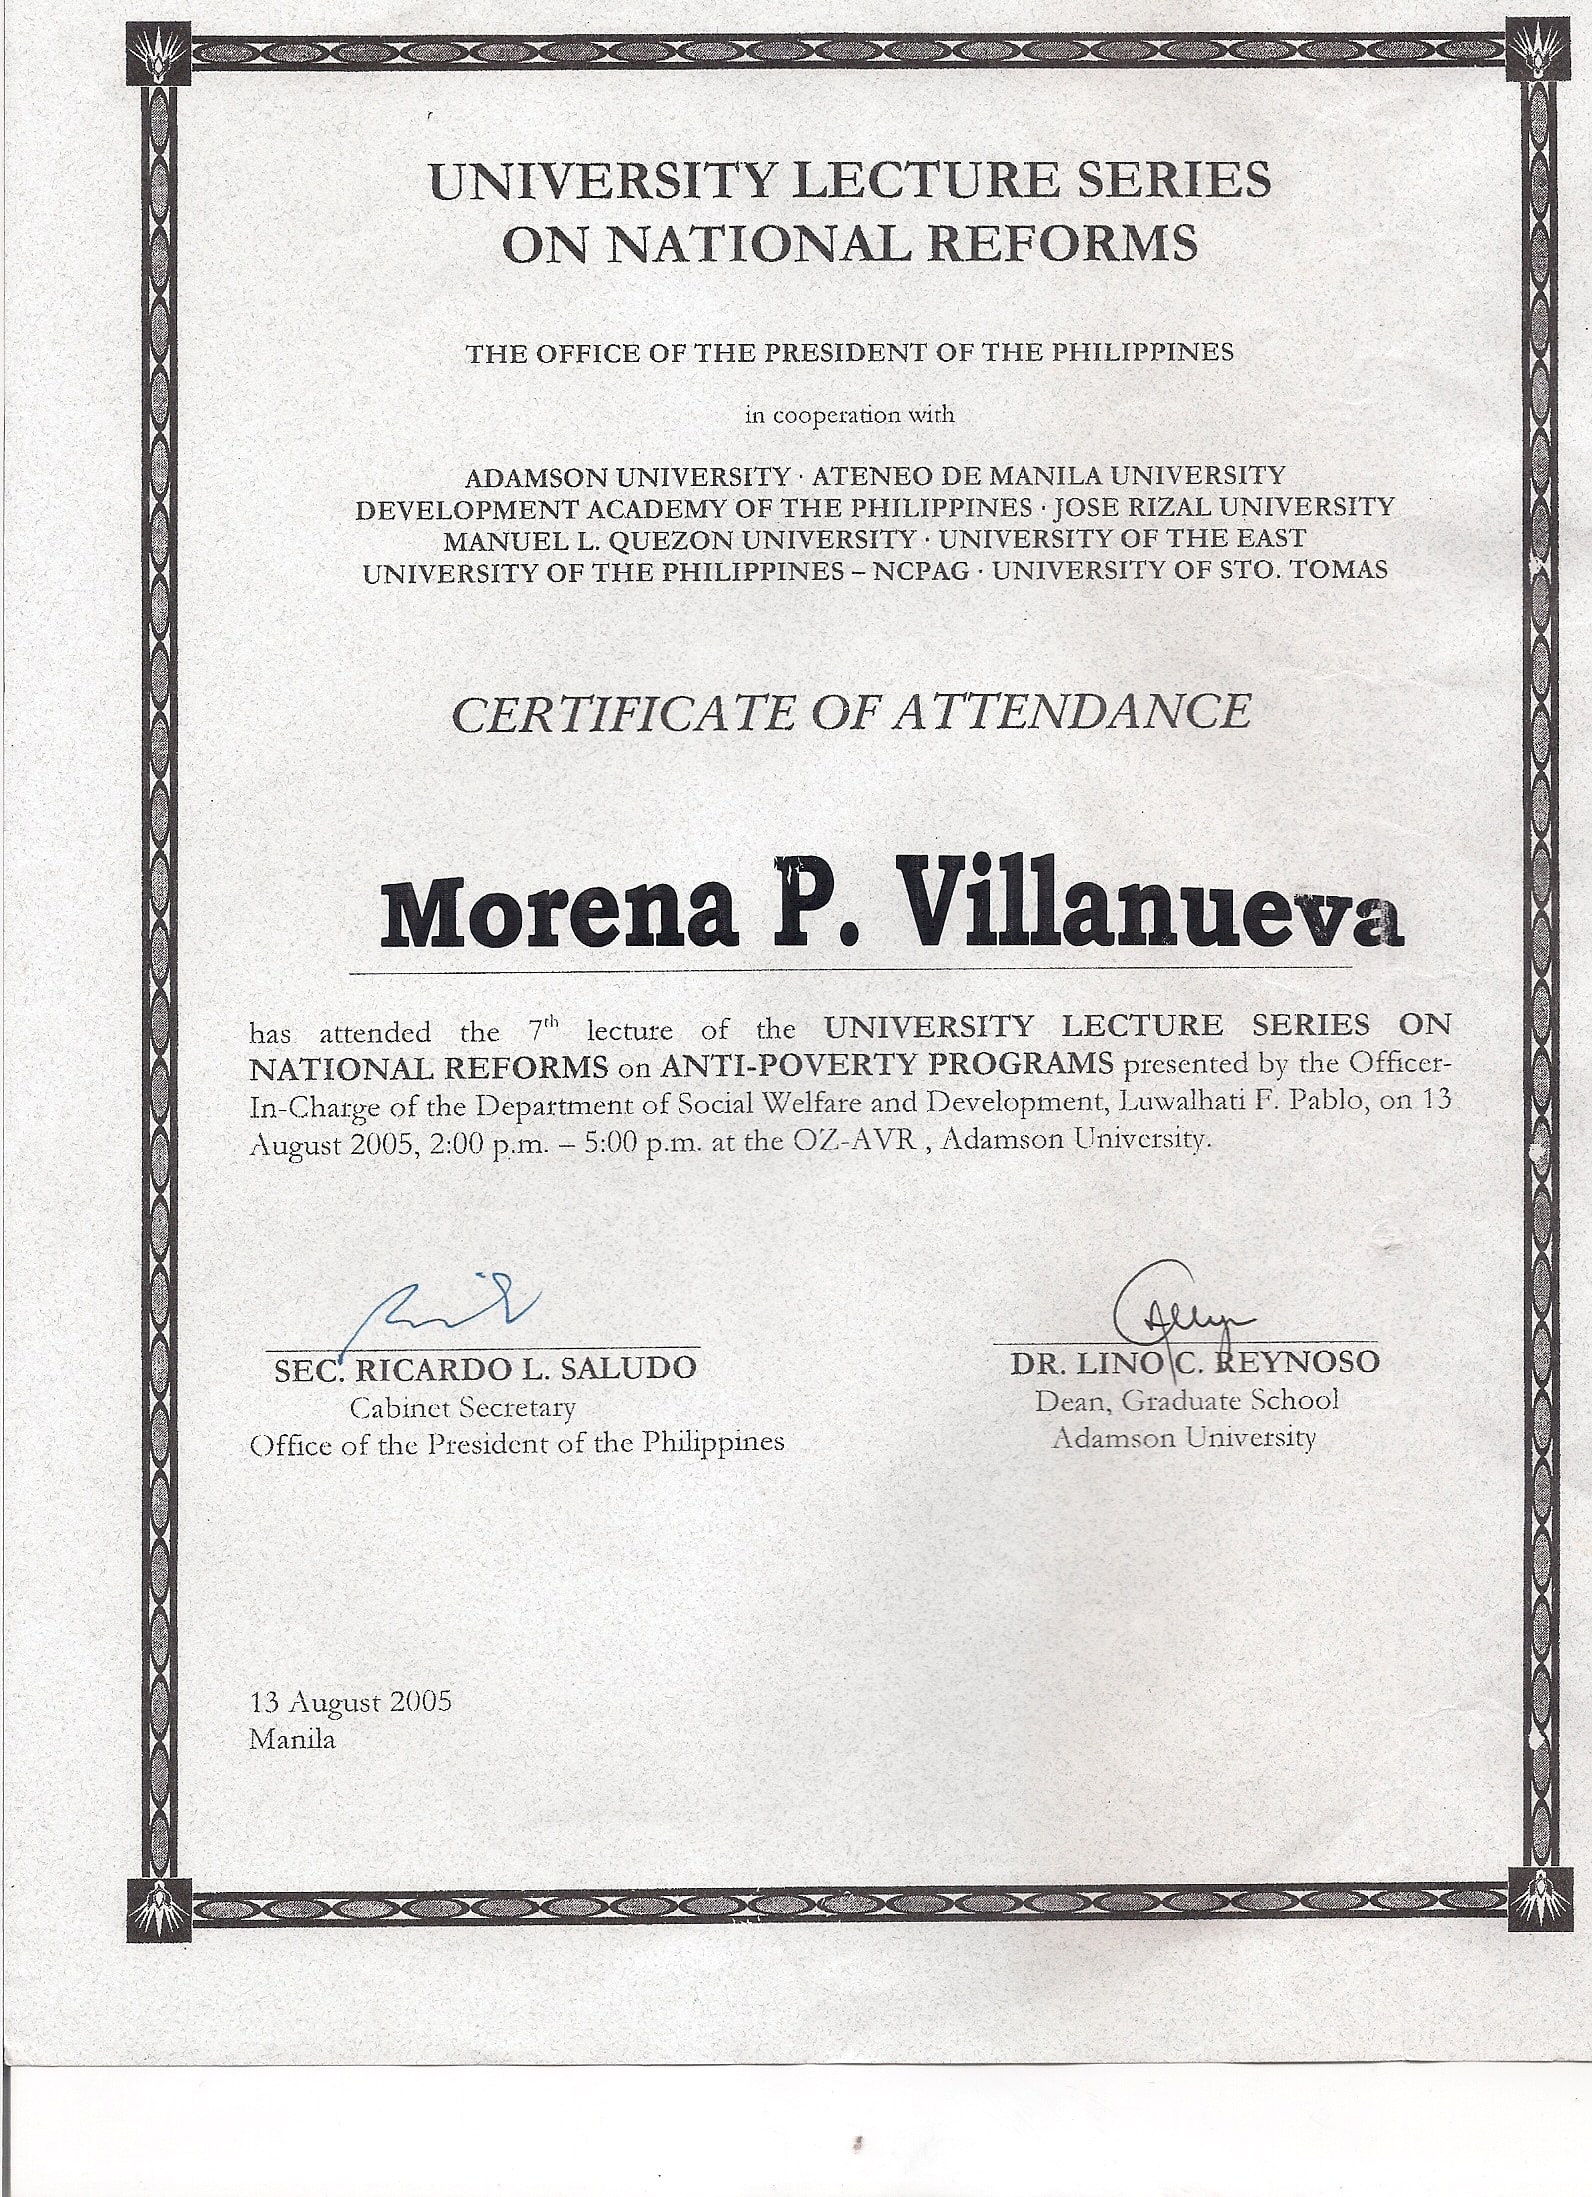 UNIVERSITY LECTURE SERIES
ON NATIONAL REFORMS
THE OFFICE OF THE PRESIDENT OF THE PHILIPPINES
in cooperation with
ADAMSON UNIVERSITY · ATENEO DE MANILA UNIVERSITY
DEVELOPMENT ACADEMY OF THE PHILIPPINES · JOSE RIZAL UNIVERSITY
MANUEL L. QUEZON UNIVERSITY · UNIVERSITY OF THE EAST
UNIVERSITY OF THE PHILIPPINES – NCPAG · UNIVERSITY OF STO. TOMAS
CERTIFICATE OF ATTENDANCE
Morena P. Villanueva
has attended the 7th lecture of the UNIVERSITY LECTURE SERIES ON
NATIONAL REFORMS on ANTI-POVERTY PROGRAMS presented by the Officer-
In-Charge of the Department of Social Welfare and Development, Luwalhati F. Pablo, on 13
August 2005, 2:00 p.m. – 5:00 p.m. at the OZ-AVR , Adamson University.
SEC. RICARDO L. SALUDO
Cabinet Secretary
Office of the President of the Philippines
DR. LINO C. REYNOSO
Dean, Graduate School
Adamson University
13 August 2005
Manila